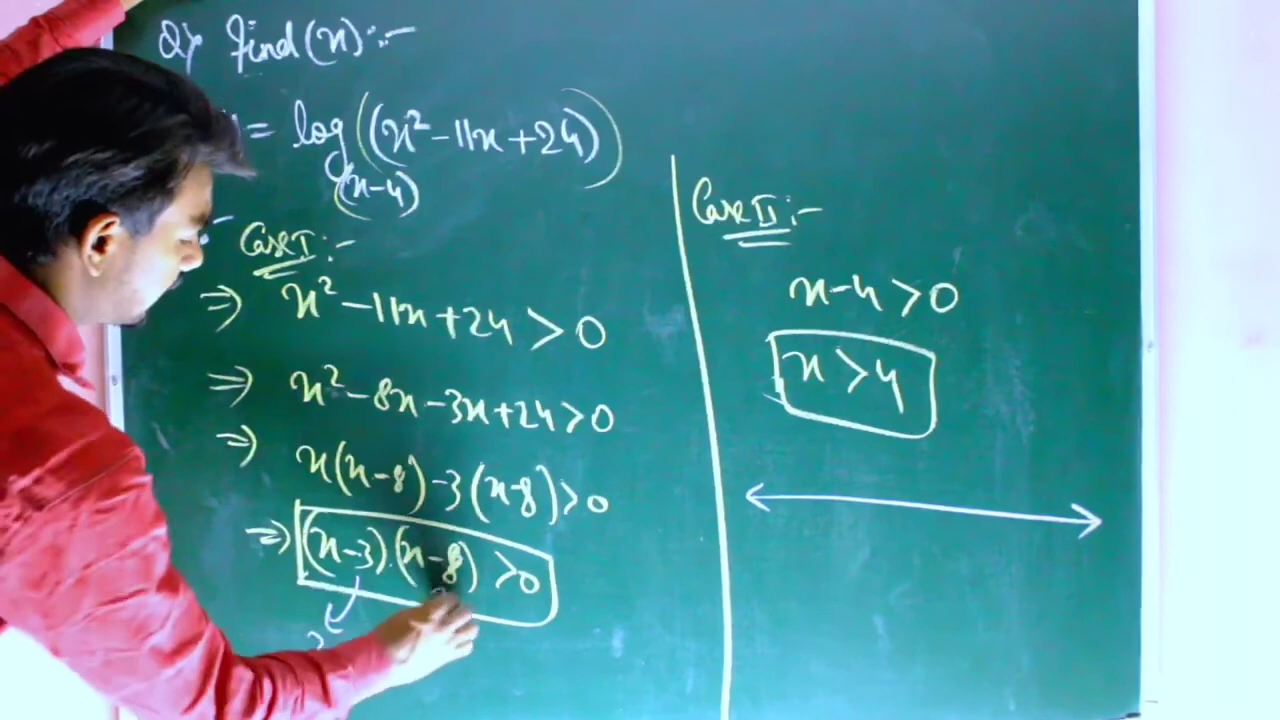 Q) find (x) :-
= log(x-4) ((x² - 11x + 24))
Case I :-
⇒ x² - 11x + 24 > 0
⇒ x² - 8x - 3x + 24 > 0
⇒ x(x-8) - 3(x-8) > 0
⇒ (x-3).(x-8) > 0
Case II :-
x-4 > 0
x > 4